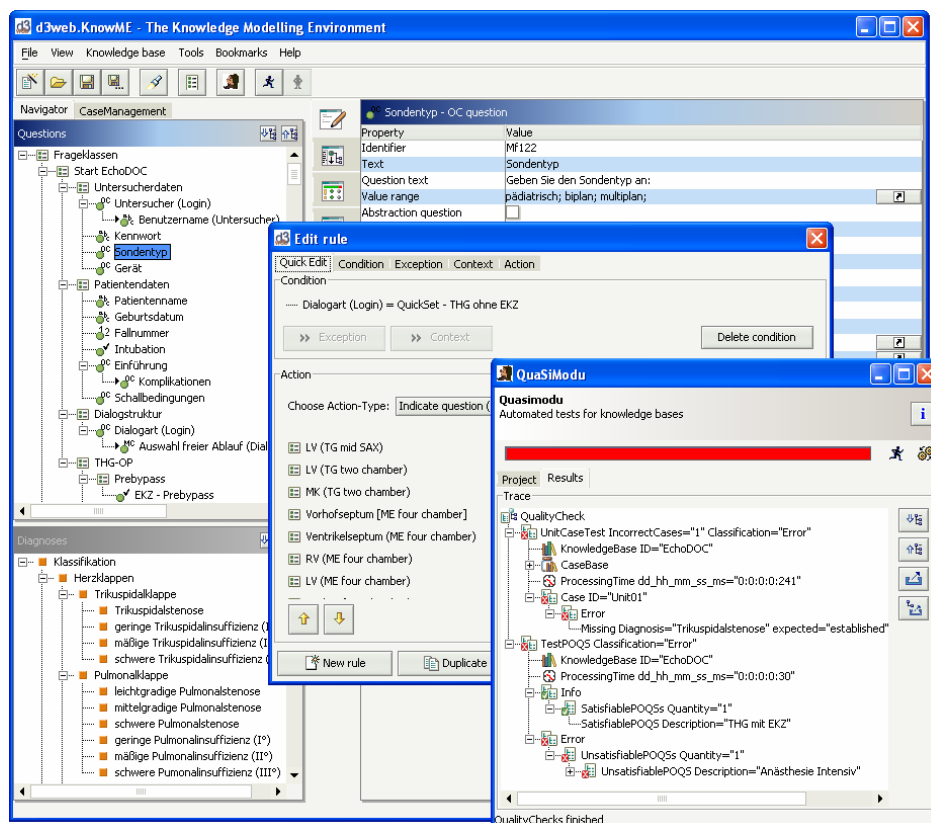 d3web.KnowME - The Knowledge Modelling Environment
File View Knowledge base Tools Bookmarks Help
Navigator CaseManagement
Questions
Frageklassen
Start EchoDOC
Untersucherdaten
Untersucher (Login)
Benutzername (Untersucher)
Kennwort
Sondentyp
Gerät
Patientendaten
Patientenname
Geburtsdatum
Fallnummer
Intubation
Einführung
Komplikationen
Schallbedingungen
Dialogstruktur
Dialogart (Login)
Auswahl freier Ablauf (Dial
THG-OP
Prebypass
EKZ - Prebypass
Diagnoses
Klassifikation
Herzklappen
Trikuspidalklappe
Trikuspidalstenose
geringe Trikuspidalinsuffizienz (I
mäßige Trikuspidalinsuffizienz (I
schwere Trikuspidalinsuffizienz (
Pulmonalklappe
leichtgradige Pulmonalstenose
mittelgradige Pulmonalstenose
schwere Pulmonalstenose
geringe Pulmonalinsuffizienz (I°)
mäßige Pulmonalinsuffizienz (II°)
schwere Pumonalinsuffizienz (III°)
Sondentyp - OC question
Property Value
Identifier Mf122
Text Sondentyp
Question text Geben Sie den Sondentyp an:
Value range pädiatrisch; biplan; multiplan;
Abstraction question
Edit rule
Quick Edit Condition Exception Context Action
Condition
Dialogart (Login) = QuickSet - THG ohne EKZ
>> Exception >> Context Delete condition
Action
Choose Action-Type: Indicate question (
LV (TG mid SAX)
LV (TG two chamber)
MK (TG two chamber)
Vorhofseptum [ME four chamber]
Ventrikelseptum (ME four chamber)
RV (ME four chamber)
LV (ME four chamber)
New rule Duplicate
QuaSiModu
Quasimodu
Automated tests for knowledge bases
Project Results
Trace
QualityCheck
UnitCaseTest IncorrectCases="1" Classification="Error"
KnowledgeBase ID="EchoDOC"
CaseBase
ProcessingTime dd_hh_mm_ss_ms="0:0:0:0:241"
Case ID="Unit01"
Error
Missing Diagnosis="Trikuspidalstenose" expected="established"
TestPOQS Classification="Error"
KnowledgeBase ID="EchoDOC"
ProcessingTime dd_hh_mm_ss_ms="0:0:0:0:30"
Info
SatisfiablePOQSs Quantity="1"
SatisfiablePOQS Description="THG mit EKZ"
Error
UnsatisfiablePOQSs Quantity="1"
UnsatisfiablePOQS Description="Anästhesie Intensiv"
QualityChecks finished